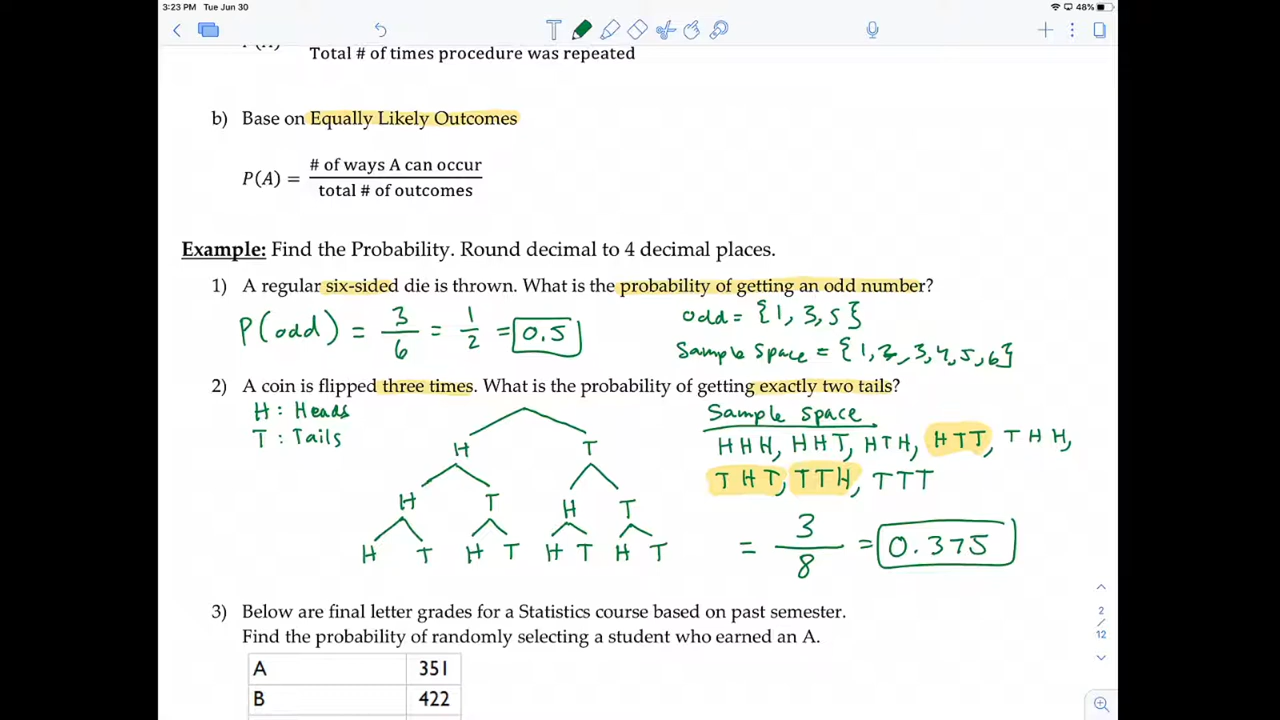 3:23 PM Tue Jun 30
48%
Total # of times procedure was repeated
b) Base on Equally Likely Outcomes
P(A) = # of ways A can occur
total # of outcomes
Example: Find the Probability. Round decimal to 4 decimal places.
1) A regular six-sided die is thrown. What is the probability of getting an odd number?
P(odd) = 3/6 = 1/2 = 0.5
odd = {1, 3, 5}
Sample Space = {1, 2, 3, 4, 5, 6}
2) A coin is flipped three times. What is the probability of getting exactly two tails?
H : Heads
T : Tails
H T
H T H T
H T H T H T H T
Sample Space
HHH, HHT, HTH, HTT, THH,
THT, TTH, TTT
= 3/8 = 0.375
3) Below are final letter grades for a Statistics course based on past semester.
Find the probability of randomly selecting a student who earned an A.
A 351
B 422
2
/
12